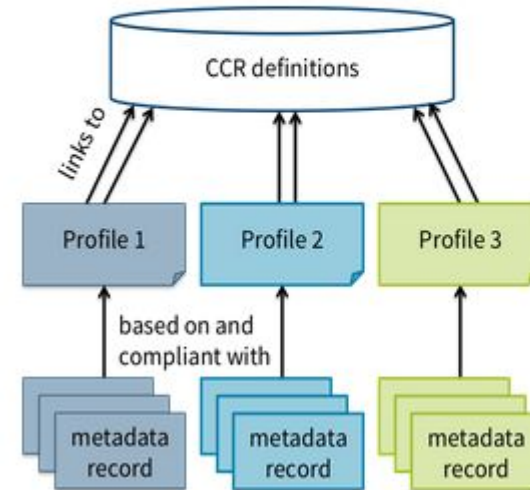 CCR definitions
links to
Profile 1
Profile 2
Profile 3
based on and
compliant with
metadata
record
metadata
record
metadata
record